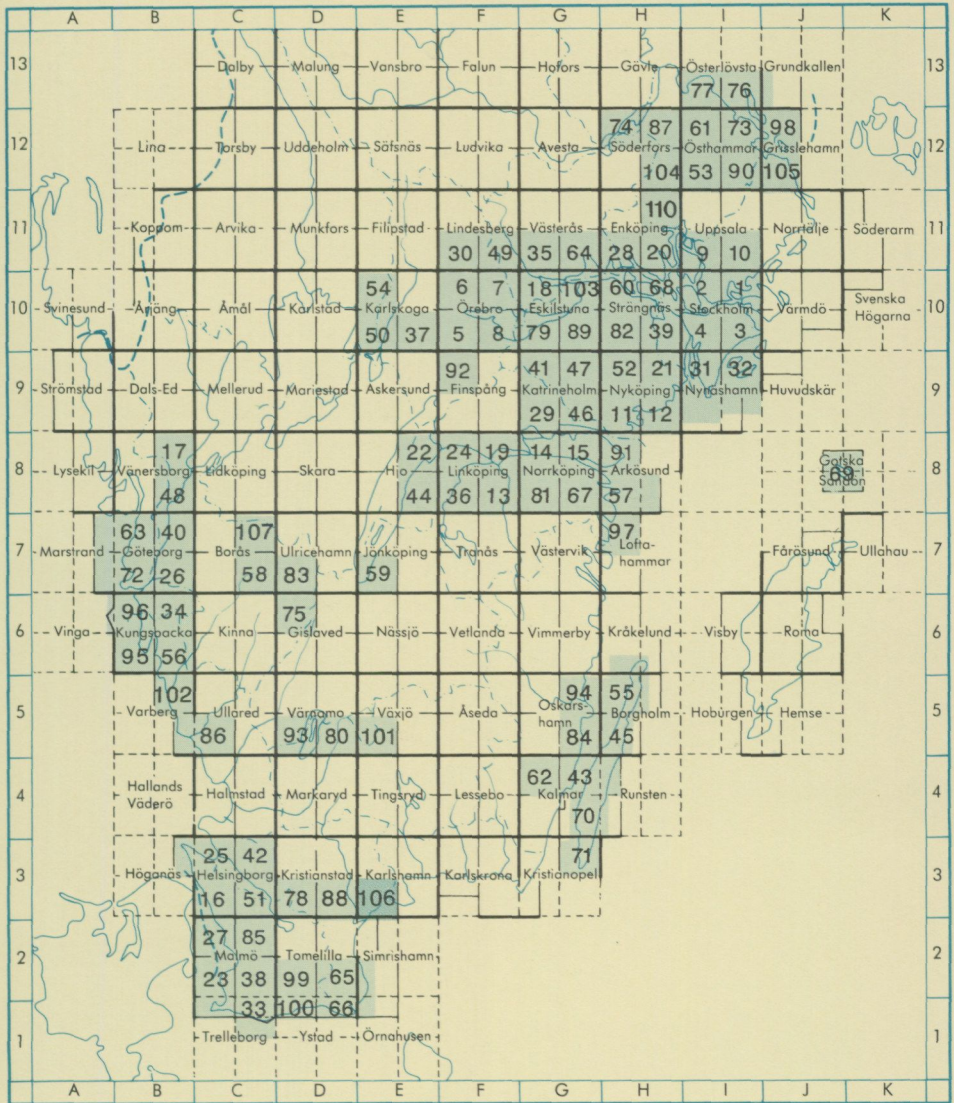 A B C D E F G H I J K
13 Dalby Malung Vansbro Falun Hofors Gävle Österlövsta Grundkallen 13
77 76
74 87 61 73 98
12 Lina Torsby Uddeholm Säfsnäs Ludvika Avesta Söderfors Östhammar Grisslehamn 12
104 53 90 105
110
11 Koppom Arvika Munkfors Filipstad Lindesberg Västerås Enköping Uppsala Norrtälje Söderarm 11
30 49 35 64 28 20 9 10
54 6 7 18 103 60 68 2 1
10 Svinesund Årjäng Åmål Karlstad Karlskoga Örebro Eskilstuna Strängnäs Stockholm Värmdö Svenska Högarna 10
50 37 5 8 79 89 82 39 4 3
92 41 47 52 21 31 32
9 Strömstad Dals-Ed Mellerud Mariestad Askersund Finspång Katrineholm Nyköping Nynäshamn Huvudskär 9
29 46 11 12
17 22 24 19 14 15 91
8 Lysekil Vänersborg Lidköping Skara Hjo Linköping Norrköping Arkösund Gotska Sandön 69 8
48 44 36 13 81 67 57
63 40 107 97
7 Marstrand Göteborg Borås Ulricehamn Jönköping Tranås Västervik Lofta-hammar Fårösund Ullahau 7
72 26 58 83 59
96 34 75
6 Vinga Kungsbacka Kinna Gislaved Nässjö Vetlanda Vimmerby Kråkelund Visby Roma 6
95 56
102 94 55
5 Varberg Ullared Värnamo Växjö Åseda Oskars-hamn Borgholm Hoburgen Hemse 5
86 93 80 101 84 45
62 43
4 Hallands Väderö Halmstad Markaryd Tingsryd Lessebo Kalmar Runsten 4
70
25 42 71
3 Höganäs Helsingborg Kristianstad Karlshamn Karlskrona Kristianopel 3
16 51 78 88 106
27 85
2 Malmö Tomelilla Simrishamn 2
23 38 99 65
33 100 66
1 Trelleborg Ystad Örnahusen 1
A B C D E F G H I J K